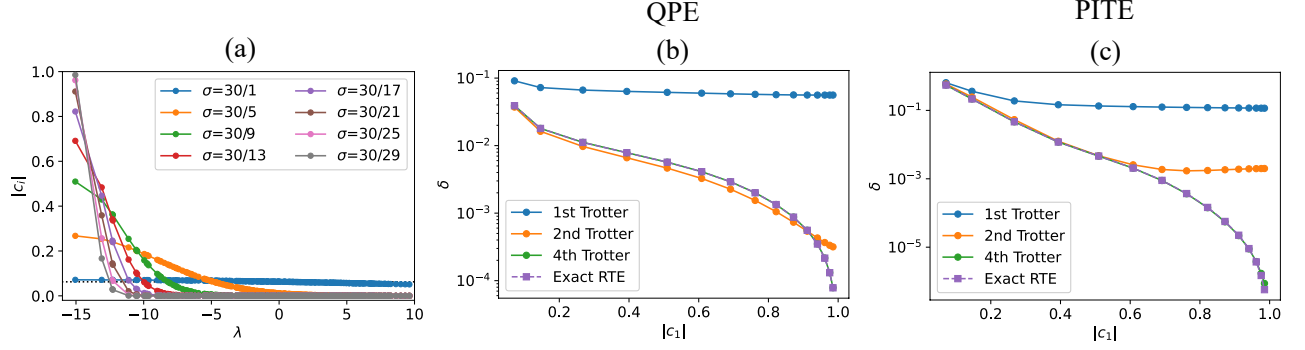 QPE
PITE
(a)
(b)
(c)
1.0
0.8
0.6
0.4
0.2
0.0
|c_i|
σ=30/1
σ=30/5
σ=30/9
σ=30/13
σ=30/17
σ=30/21
σ=30/25
σ=30/29
−15 −10 −5 0 5 10
λ
10⁻¹
10⁻²
10⁻³
10⁻⁴
δ
1st Trotter
2nd Trotter
4th Trotter
Exact RTE
0.2 0.4 0.6 0.8 1.0
|c₁|
10⁻¹
10⁻³
10⁻⁵
δ
1st Trotter
2nd Trotter
4th Trotter
Exact RTE
0.2 0.4 0.6 0.8 1.0
|c₁|